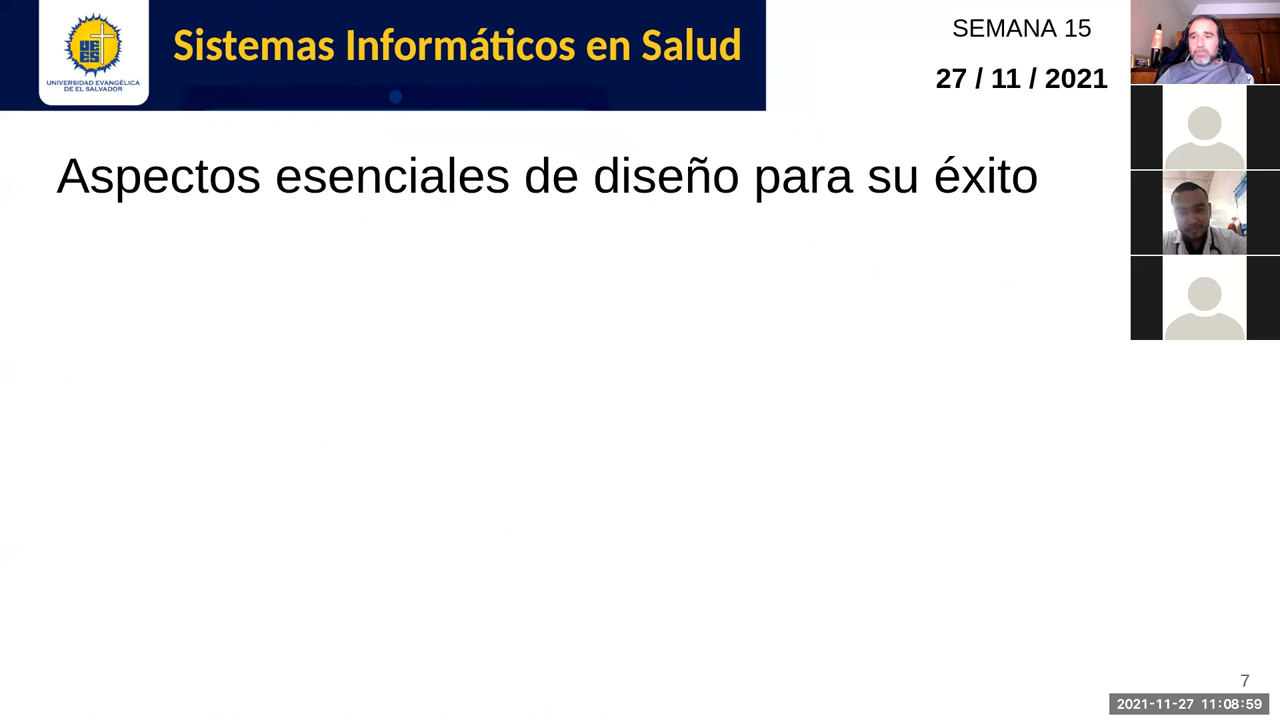 Sistemas Informáticos en Salud
UNIVERSIDAD EVANGÉLICA
DE EL SALVADOR
SEMANA 15
27 / 11 / 2021
Aspectos esenciales de diseño para su éxito
7
2021-11-27 11:08:59